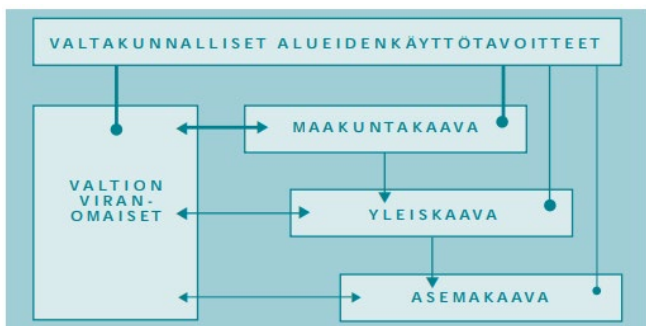 VALTAKUNNALLISET ALUEIDENKÄYTTÖTAVOITTEET
MAAKUNTAKAAVA
VALTION
VIRAN-
OMAISET
YLEISKAAVA
ASEMAKAAVA